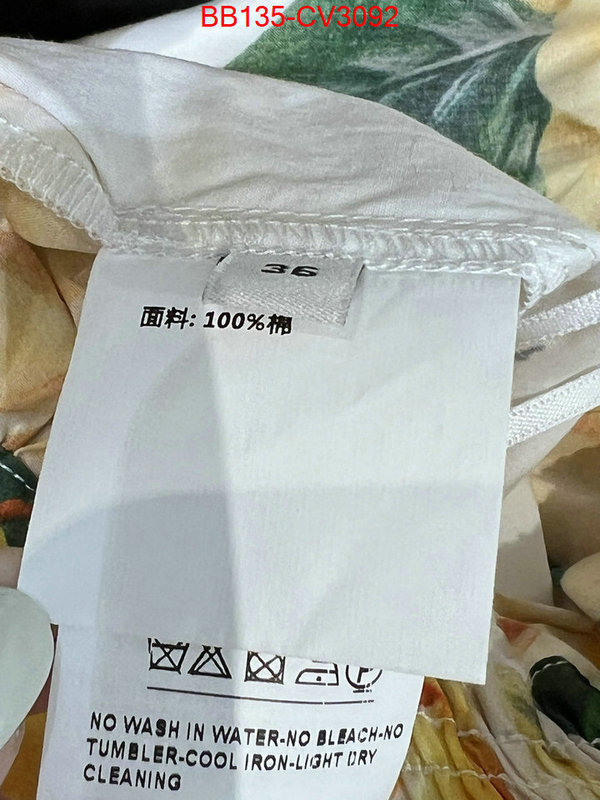 BB135-CV3092
36
面料: 100%棉
NO WASH IN WATER-NO BLEACH-NO
TUMBLER-COOL IRON-LIGHT DRY
CLEANING